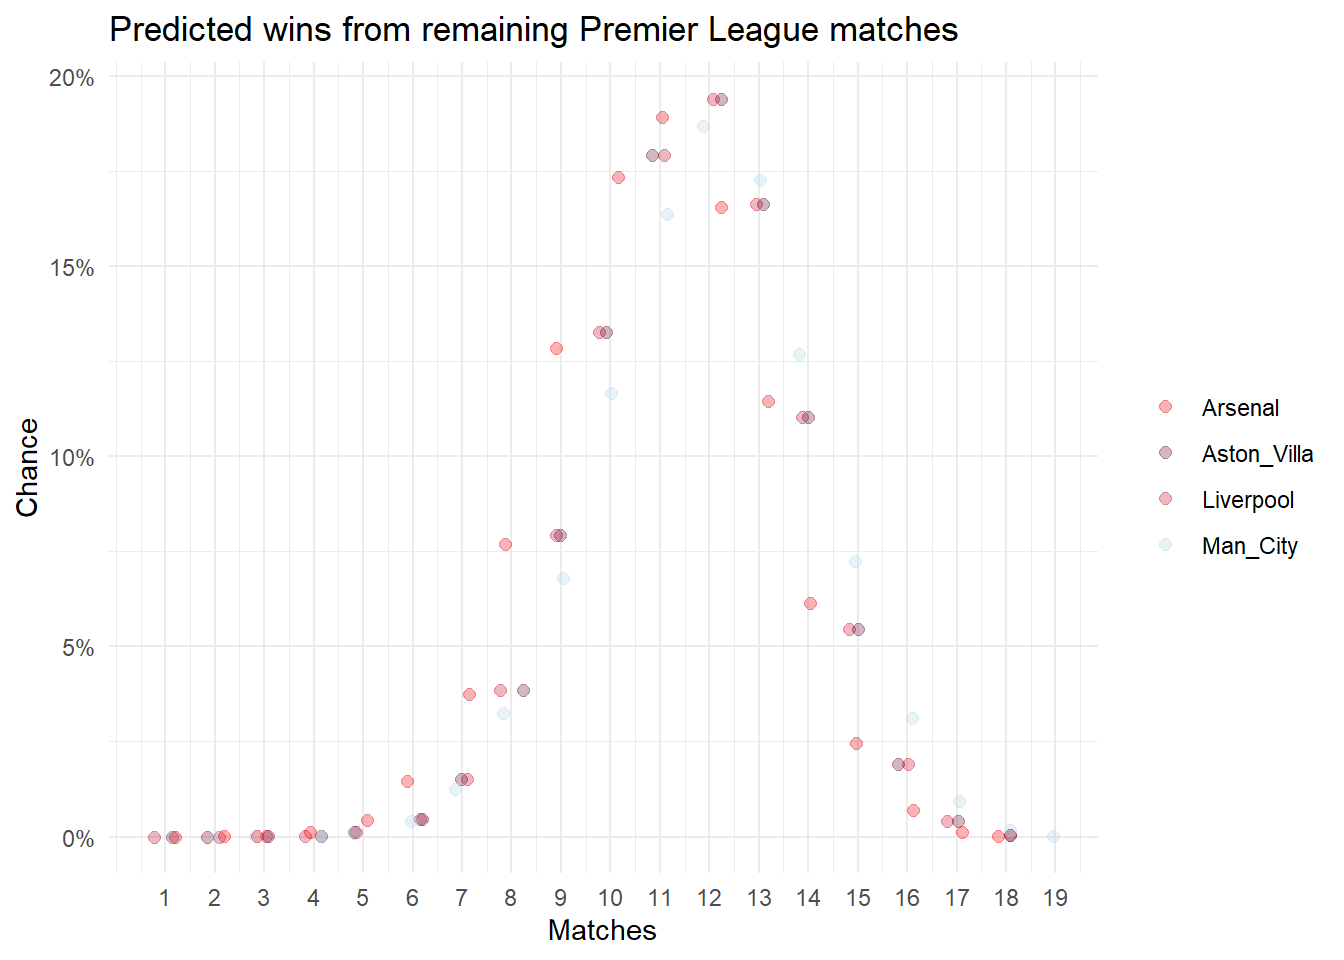 Predicted wins from remaining Premier League matches
20%
15%
10%
5%
0%
Chance
1 2 3 4 5 6 7 8 9 10 11 12 13 14 15 16 17 18 19
Matches
Arsenal
Aston_Villa
Liverpool
Man_City